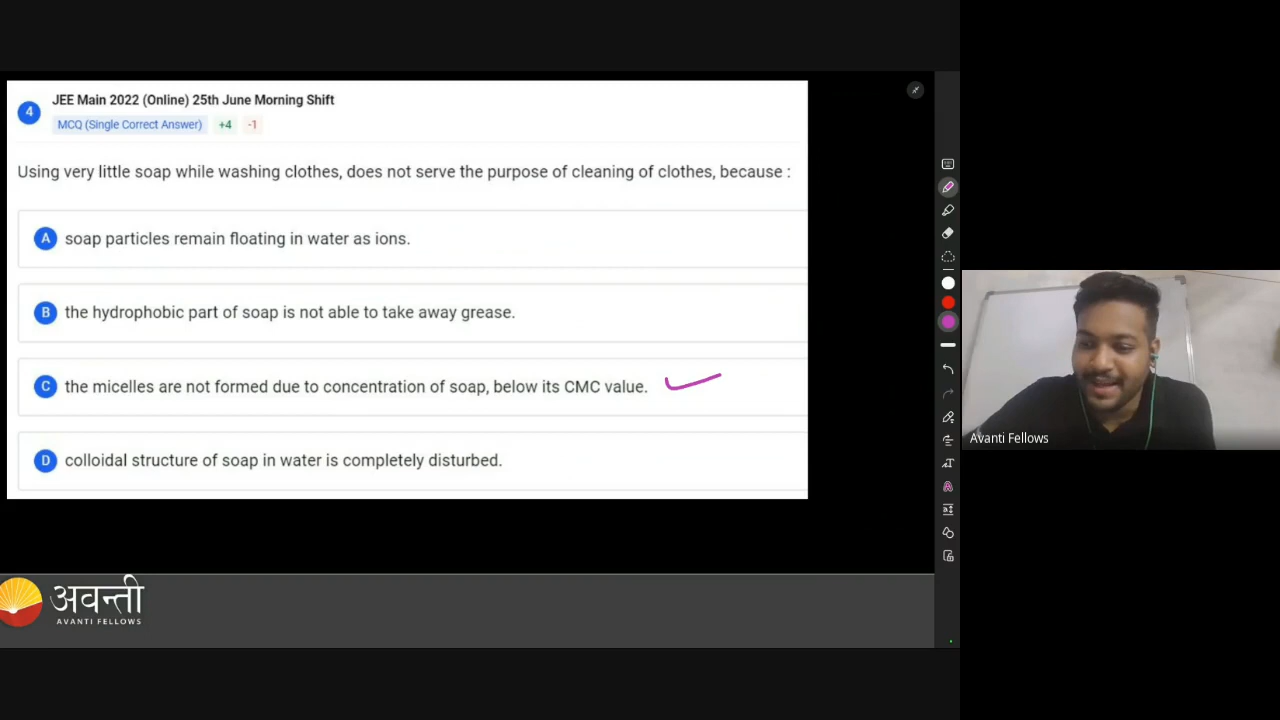 4
JEE Main 2022 (Online) 25th June Morning Shift
MCQ (Single Correct Answer) +4 -1
Using very little soap while washing clothes, does not serve the purpose of cleaning of clothes, because :
A soap particles remain floating in water as ions.
B the hydrophobic part of soap is not able to take away grease.
C the micelles are not formed due to concentration of soap, below its CMC value.
D colloidal structure of soap in water is completely disturbed.
Avanti Fellows
अवन्ती
AVANTI FELLOWS